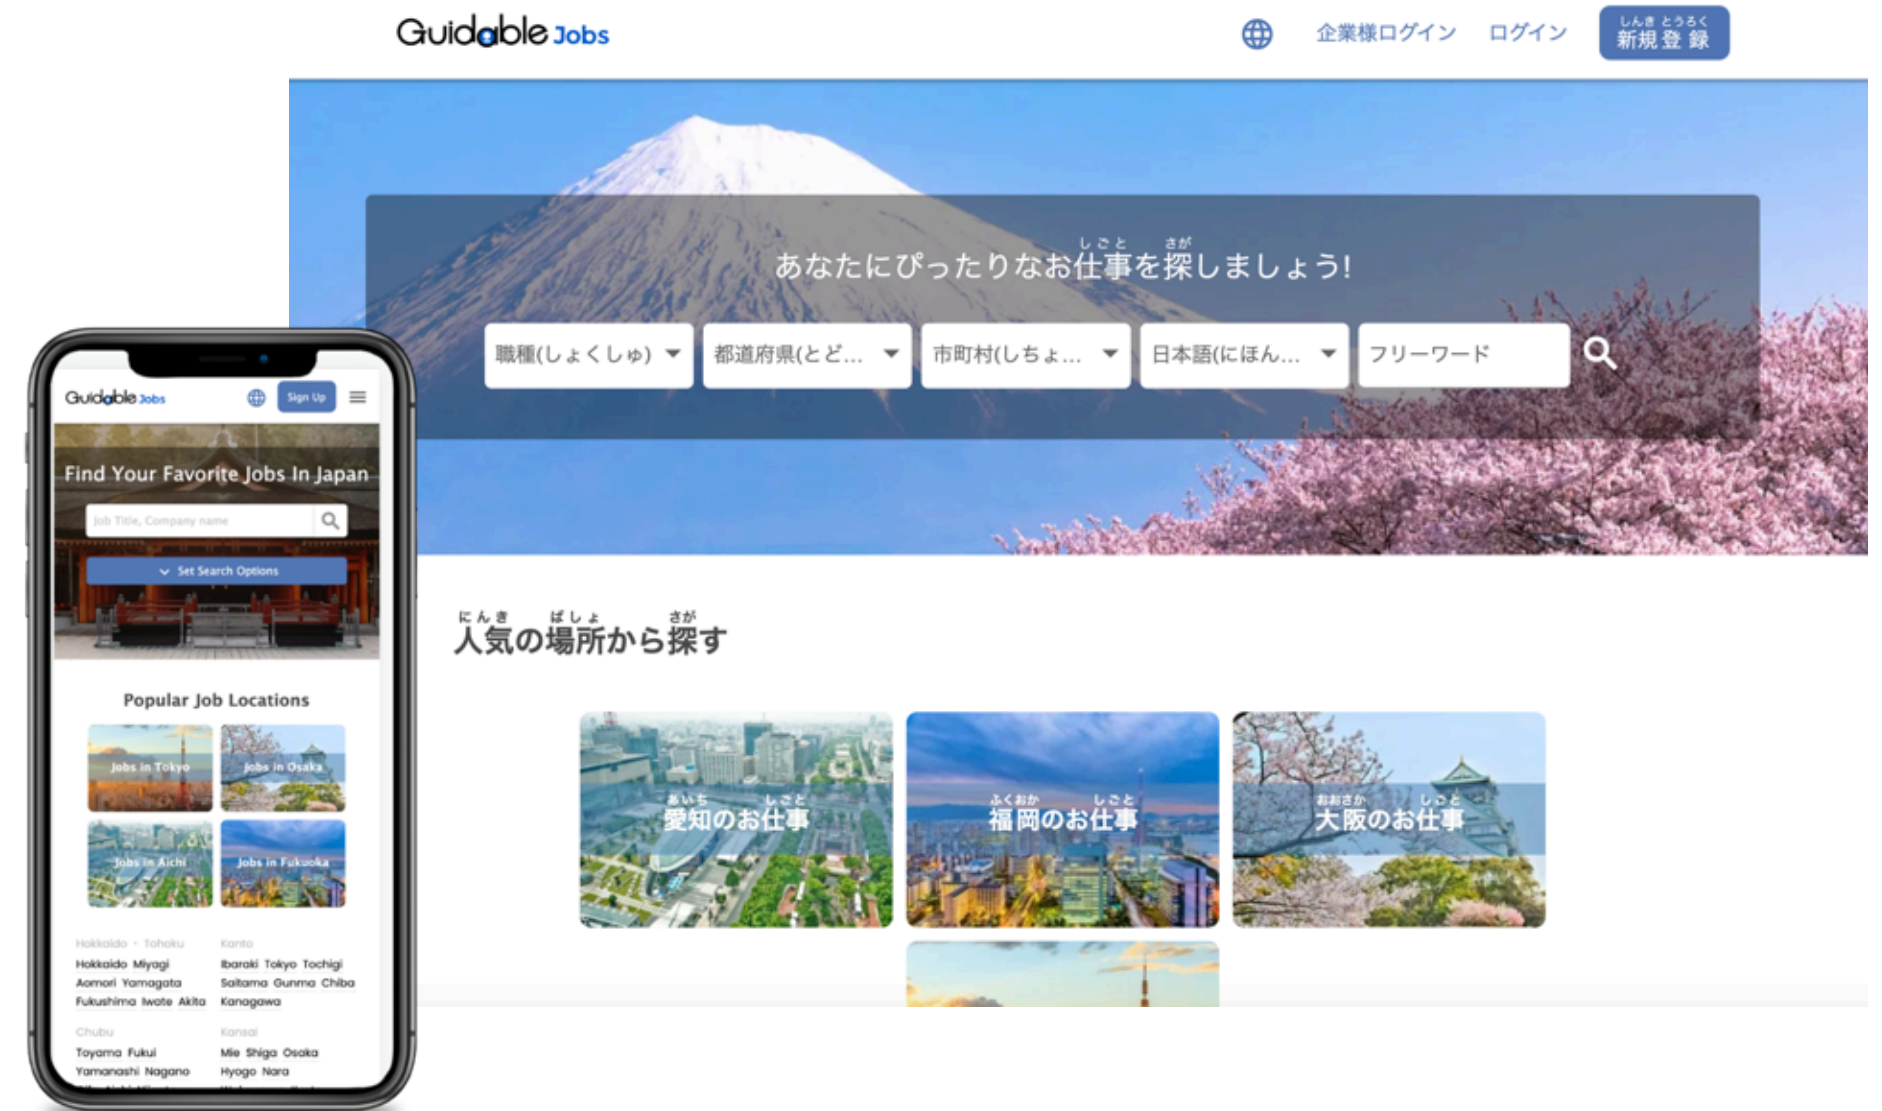 Guidable Jobs
企業様ログイン
ログイン
しんき とうろく
新規登録
しごと さが
あなたにぴったりなお仕事を探しましょう!
職種(しょくしゅ)
都道府県(とど...
市町村(しちょ...
日本語(にほん...
フリーワード
にんき ばしょ さが
人気の場所から探す
あいち しごと
愛知のお仕事
ふくおか しごと
福岡のお仕事
おおさか しごと
大阪のお仕事
Guidable Jobs
Sign Up
Find Your Favorite Jobs In Japan
Job Title, Company name
Set Search Options
Popular Job Locations
Jobs in Tokyo
Jobs in Osaka
Jobs in Aichi
Jobs in Fukuoka
Hokkaido・Tohoku
Hokkaido Miyagi
Aomori Yamagata
Fukushima Iwate Akita
Kanto
Ibaraki Tokyo Tochigi
Saitama Gunma Chiba
Kanagawa
Chubu
Toyama Fukui
Yamanashi Nagano
Kansai
Mie Shiga Osaka
Hyogo Nara